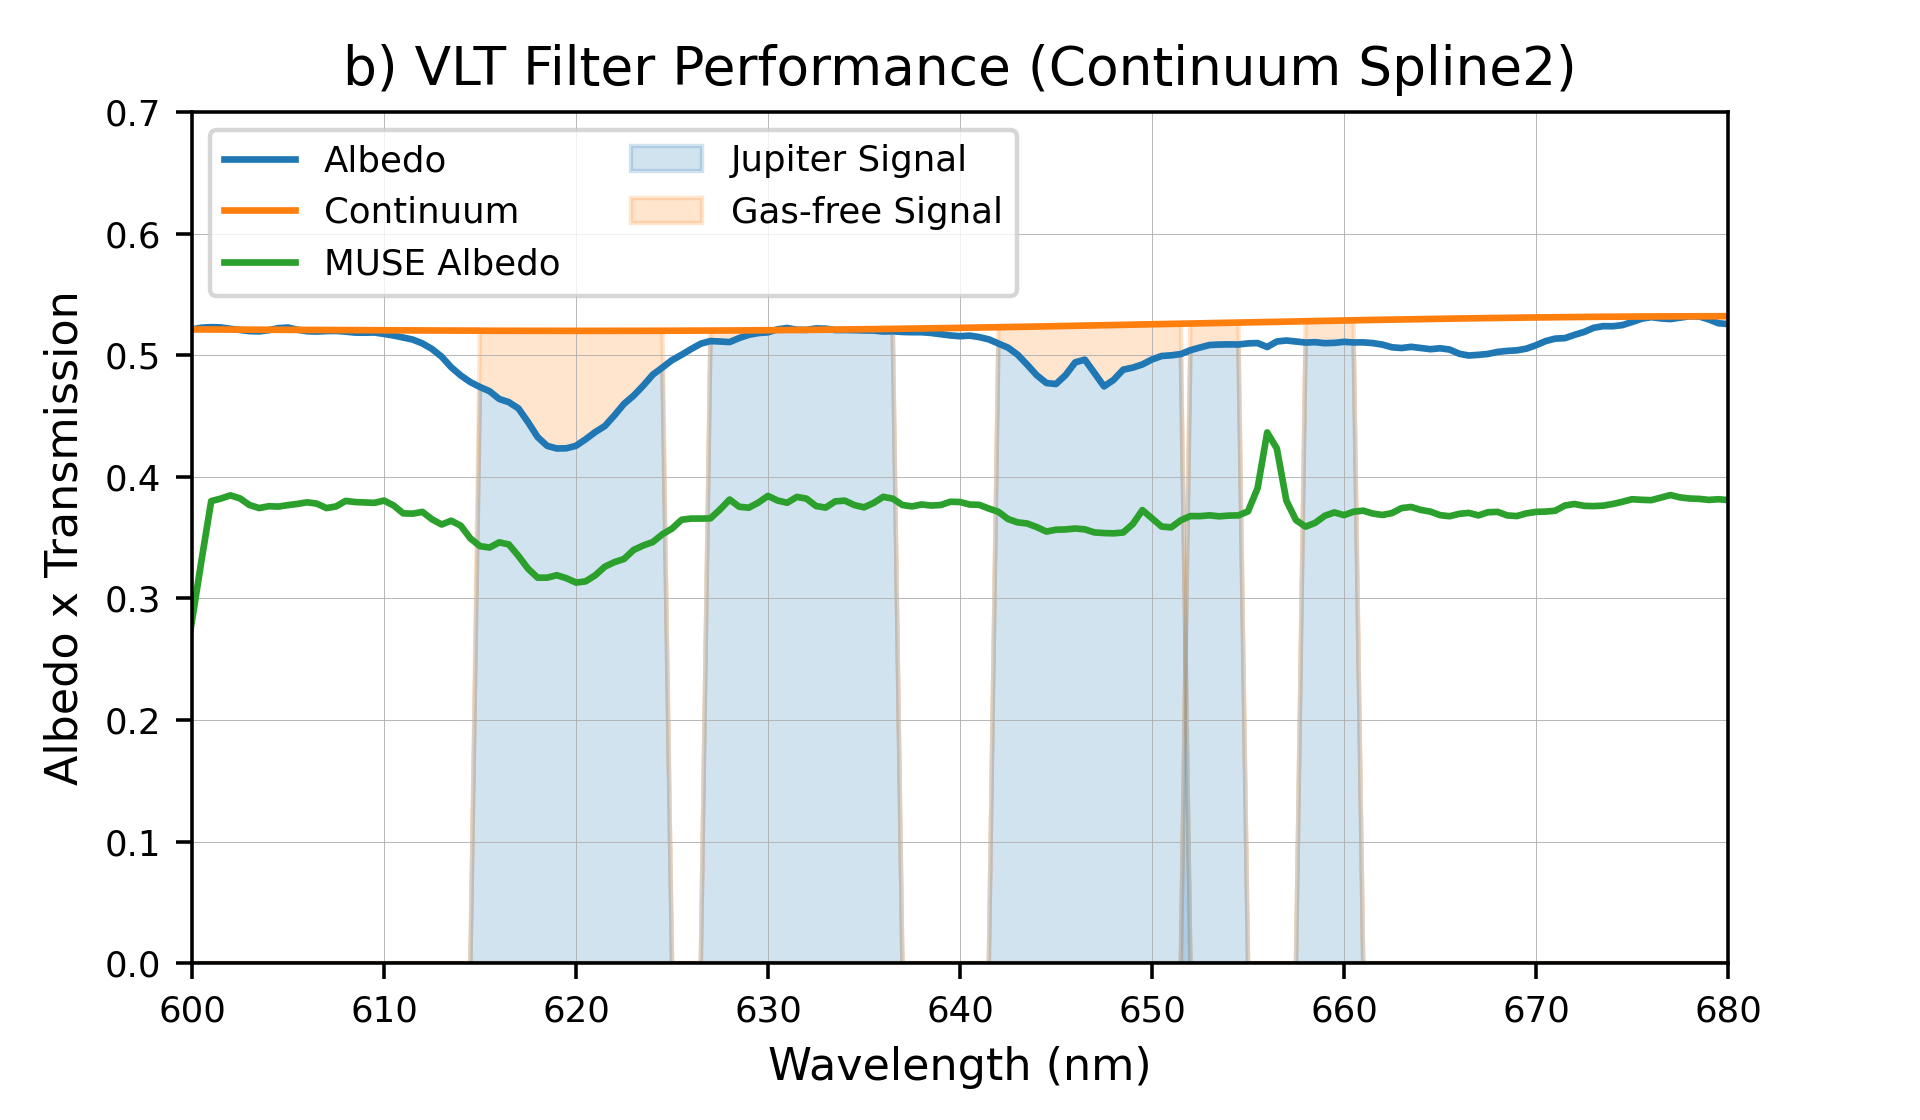 b) VLT Filter Performance (Continuum Spline2)
Albedo
Continuum
MUSE Albedo
Jupiter Signal
Gas-free Signal
Albedo x Transmission
0.7
0.6
0.5
0.4
0.3
0.2
0.1
0.0
600 610 620 630 640 650 660 670 680
Wavelength (nm)